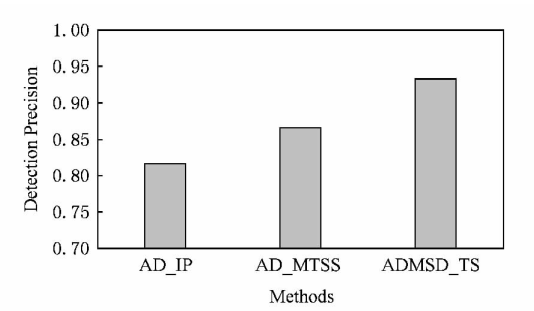 1.00
0.95
0.90
0.85
0.80
0.75
0.70
Detection Precision
AD_IP AD_MTSS ADMSD_TS
Methods